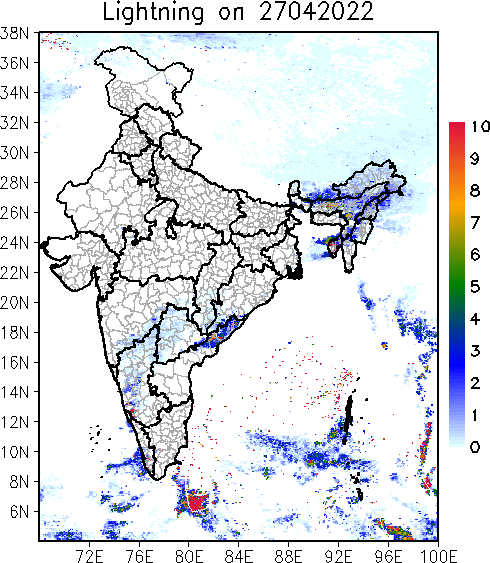 Lightning on 27042022
38N
36N
34N
32N
30N
28N
26N
24N
22N
20N
18N
16N
14N
12N
10N
8N
6N
72E 76E 80E 84E 88E 92E 96E 100E
10
9
8
7
6
5
4
3
2
1
0